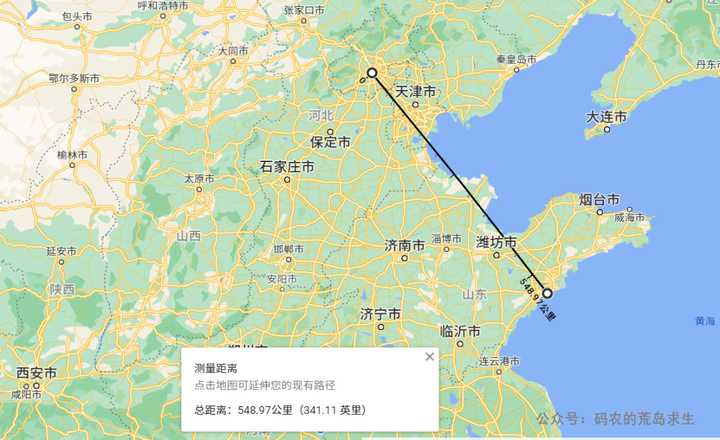 呼和浩特市
张家口市
包头市
大同市
秦皇岛市
丹东
鄂尔多斯市
天津市
河北
大连市
保定市
榆林市
石家庄市
太原市
烟台市
威海市
山西
济南市
淄博市
潍坊市
延安市
邯郸市
548.97公里
陕西
安阳市
山东
济宁市
黄海
临沂市
西安市
咸阳市
连云港市
测量距离
点击地图可延伸您的现有路径
总距离：548.97公里（341.11 英里）
公众号：码农的荒岛求生